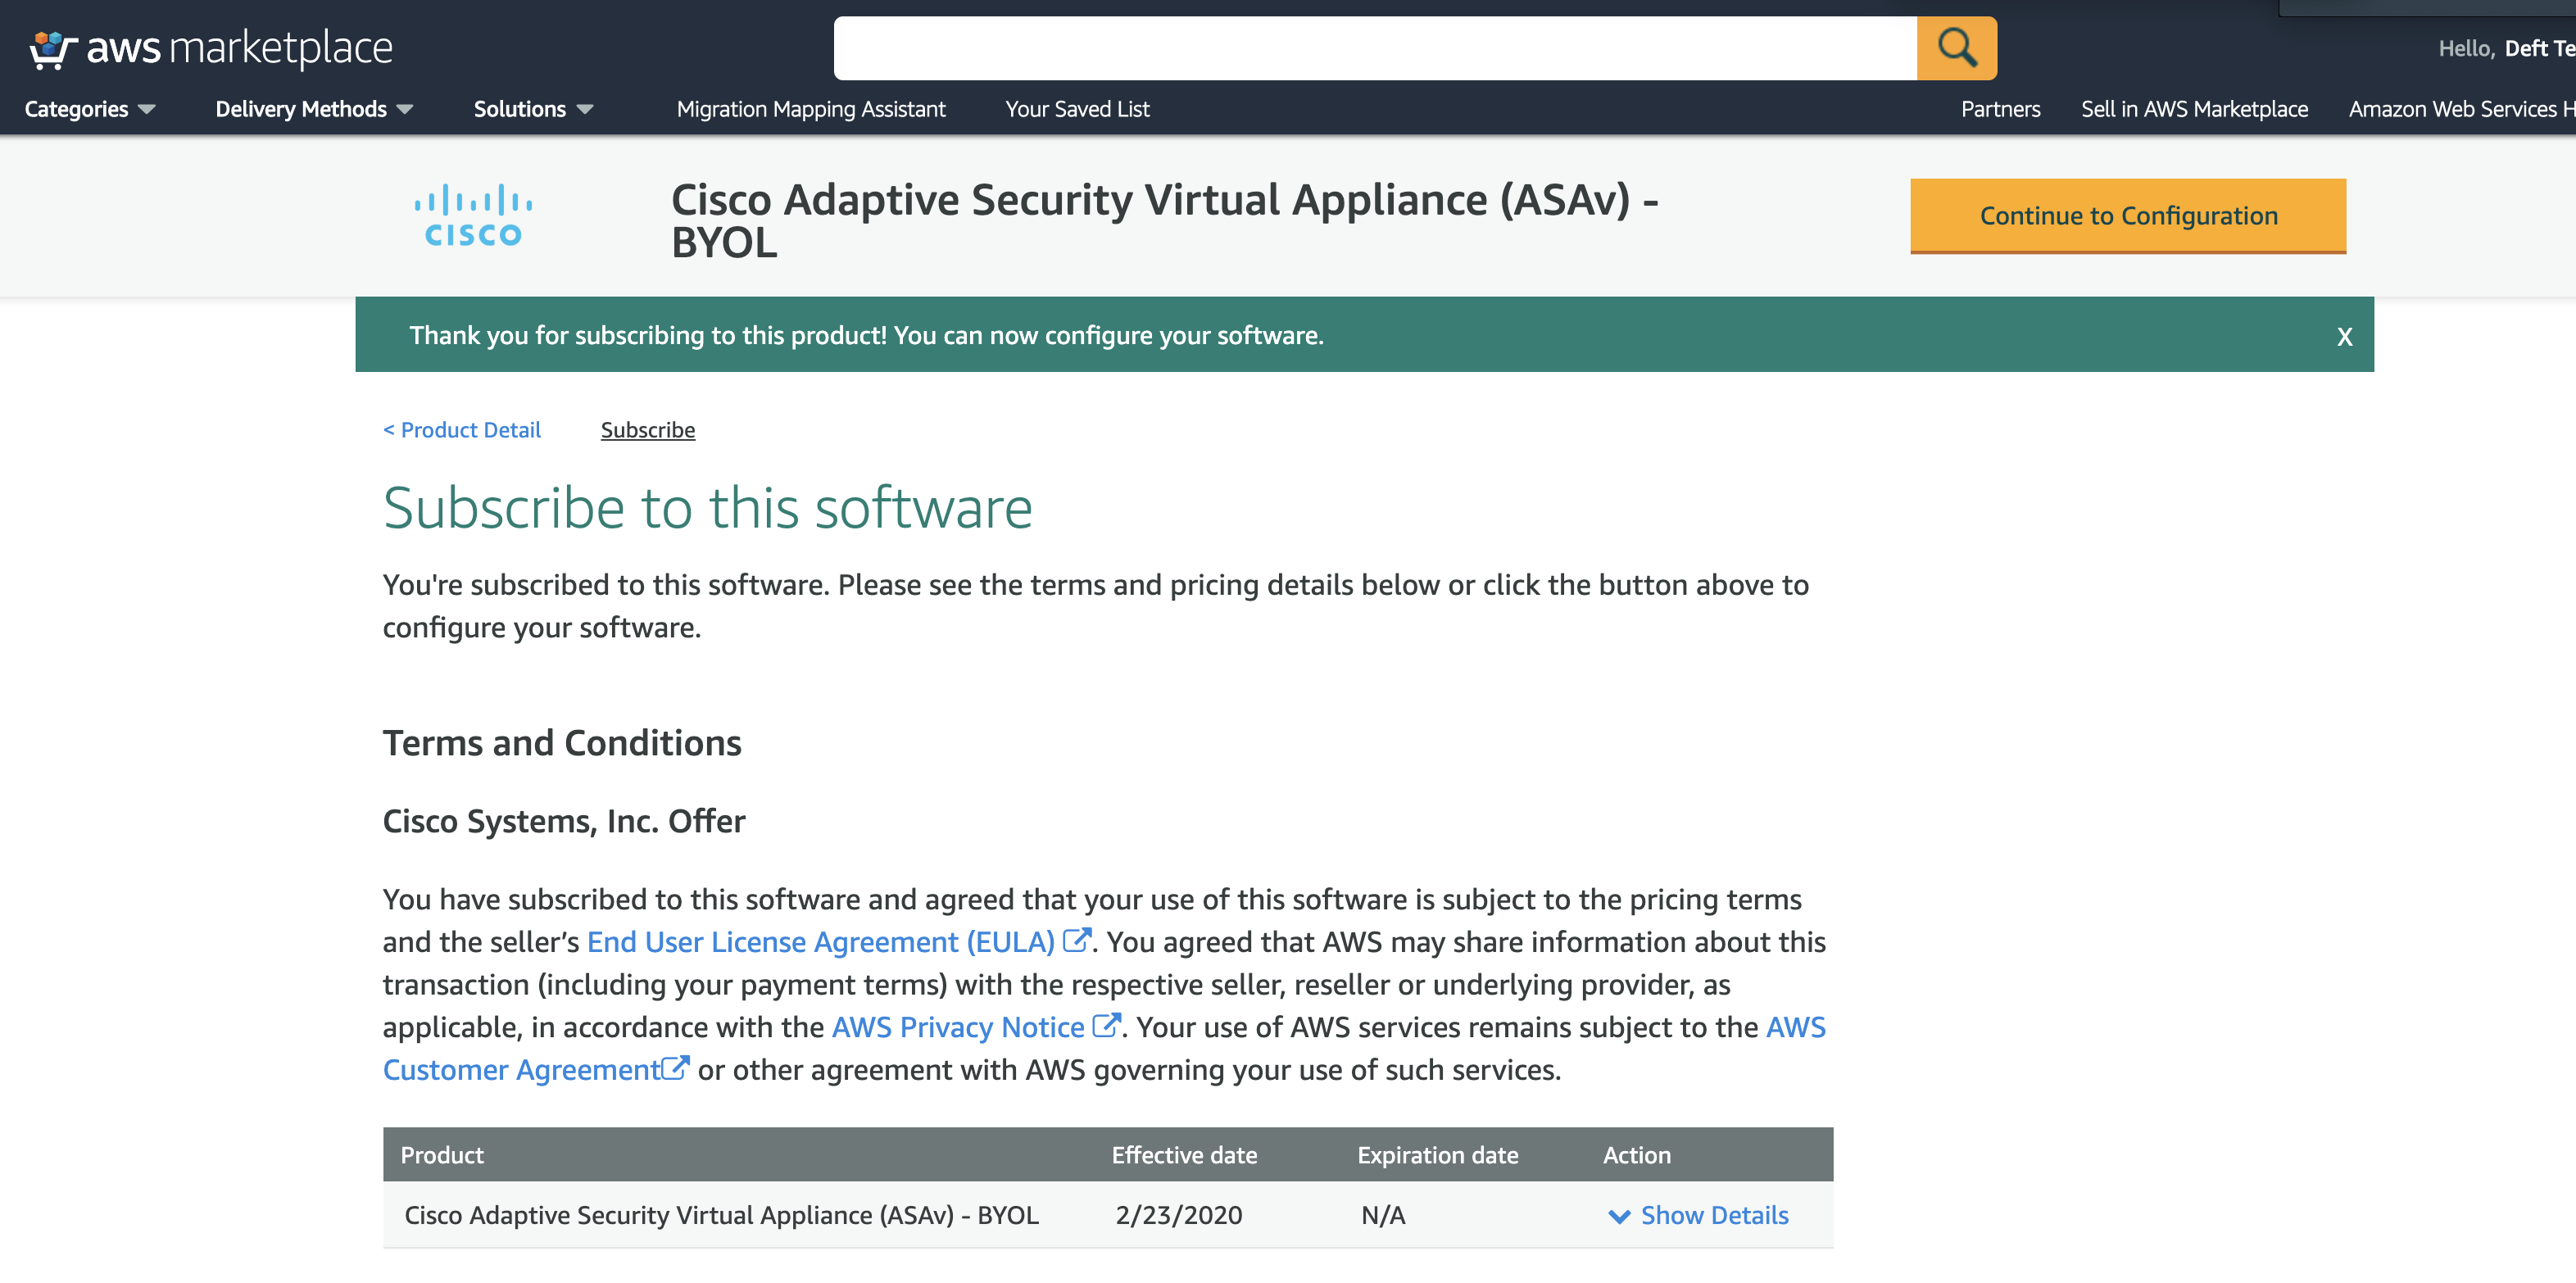 aws marketplace
Hello, Deft Te
Categories Delivery Methods Solutions Migration Mapping Assistant Your Saved List Partners Sell in AWS Marketplace Amazon Web Services H
CISCO
Cisco Adaptive Security Virtual Appliance (ASAv) -
BYOL
Continue to Configuration
Thank you for subscribing to this product! You can now configure your software. X
< Product Detail Subscribe
Subscribe to this software
You're subscribed to this software. Please see the terms and pricing details below or click the button above to
configure your software.
Terms and Conditions
Cisco Systems, Inc. Offer
You have subscribed to this software and agreed that your use of this software is subject to the pricing terms
and the seller’s End User License Agreement (EULA). You agreed that AWS may share information about this
transaction (including your payment terms) with the respective seller, reseller or underlying provider, as
applicable, in accordance with the AWS Privacy Notice. Your use of AWS services remains subject to the AWS
Customer Agreement or other agreement with AWS governing your use of such services.
Product Effective date Expiration date Action
Cisco Adaptive Security Virtual Appliance (ASAv) - BYOL 2/23/2020 N/A Show Details